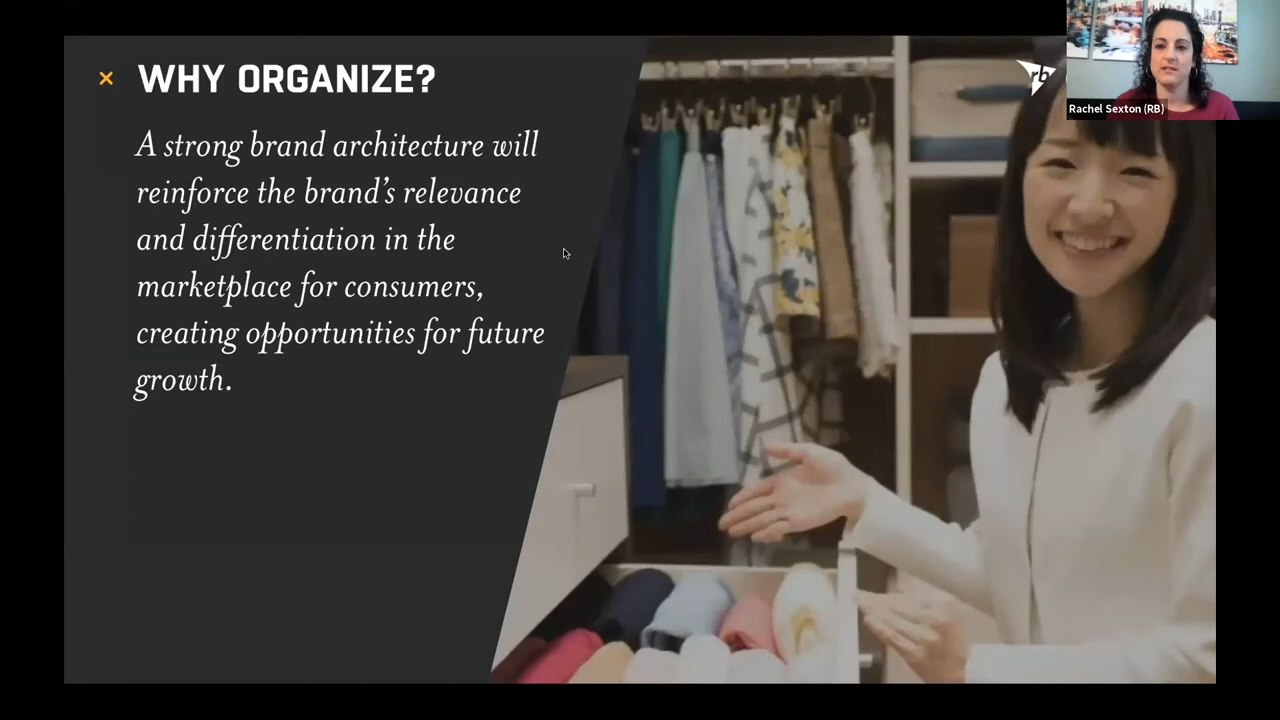 WHY ORGANIZE?
A strong brand architecture will
reinforce the brand’s relevance
and differentiation in the
marketplace for consumers,
creating opportunities for future
growth.
rb
Rachel Sexton (RB)